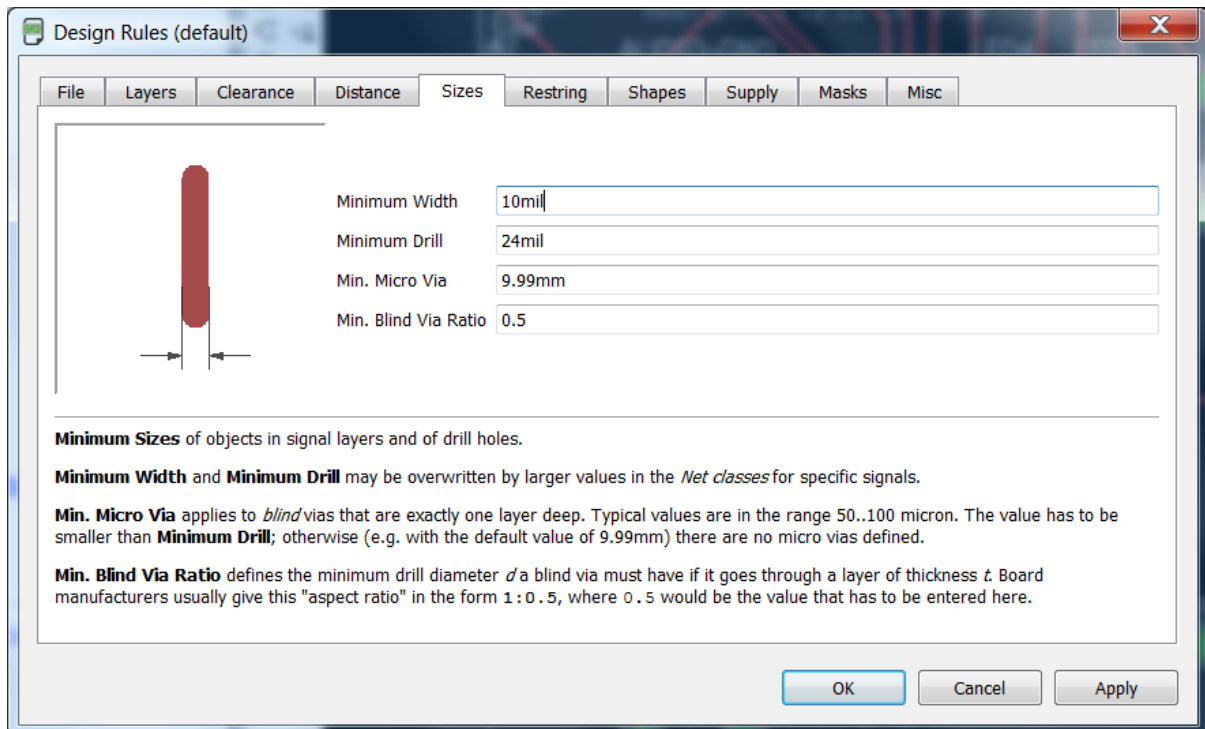 Design Rules (default)
File Layers Clearance Distance Sizes Restring Shapes Supply Masks Misc
Minimum Width 10mil
Minimum Drill 24mil
Min. Micro Via 9.99mm
Min. Blind Via Ratio 0.5
Minimum Sizes of objects in signal layers and of drill holes.
Minimum Width and Minimum Drill may be overwritten by larger values in the Net classes for specific signals.
Min. Micro Via applies to blind vias that are exactly one layer deep. Typical values are in the range 50..100 micron. The value has to be
smaller than Minimum Drill; otherwise (e.g. with the default value of 9.99mm) there are no micro vias defined.
Min. Blind Via Ratio defines the minimum drill diameter d a blind via must have if it goes through a layer of thickness t. Board
manufacturers usually give this "aspect ratio" in the form 1:0.5, where 0.5 would be the value that has to be entered here.
OK Cancel Apply